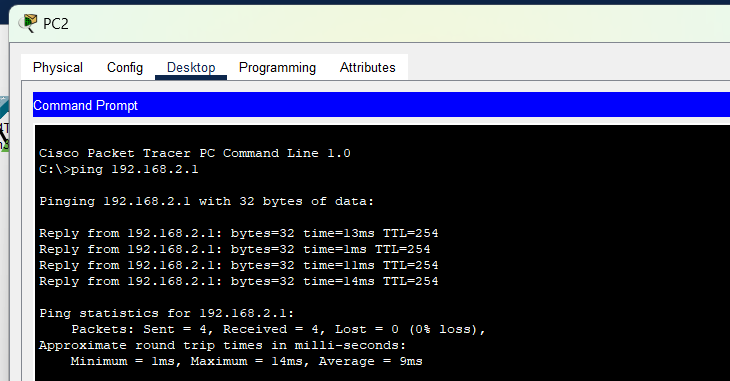 PC2
Physical Config Desktop Programming Attributes
Command Prompt
Cisco Packet Tracer PC Command Line 1.0
C:\>ping 192.168.2.1
Pinging 192.168.2.1 with 32 bytes of data:
Reply from 192.168.2.1: bytes=32 time=13ms TTL=254
Reply from 192.168.2.1: bytes=32 time=1ms TTL=254
Reply from 192.168.2.1: bytes=32 time=11ms TTL=254
Reply from 192.168.2.1: bytes=32 time=14ms TTL=254
Ping statistics for 192.168.2.1:
Packets: Sent = 4, Received = 4, Lost = 0 (0% loss),
Approximate round trip times in milli-seconds:
Minimum = 1ms, Maximum = 14ms, Average = 9ms